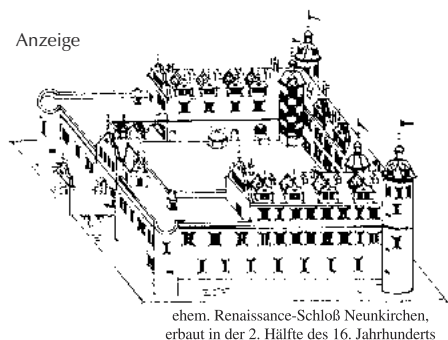 Anzeige
ehem. Renaissance-Schloß Neunkirchen,
erbaut in der 2. Hälfte des 16. Jahrhunderts